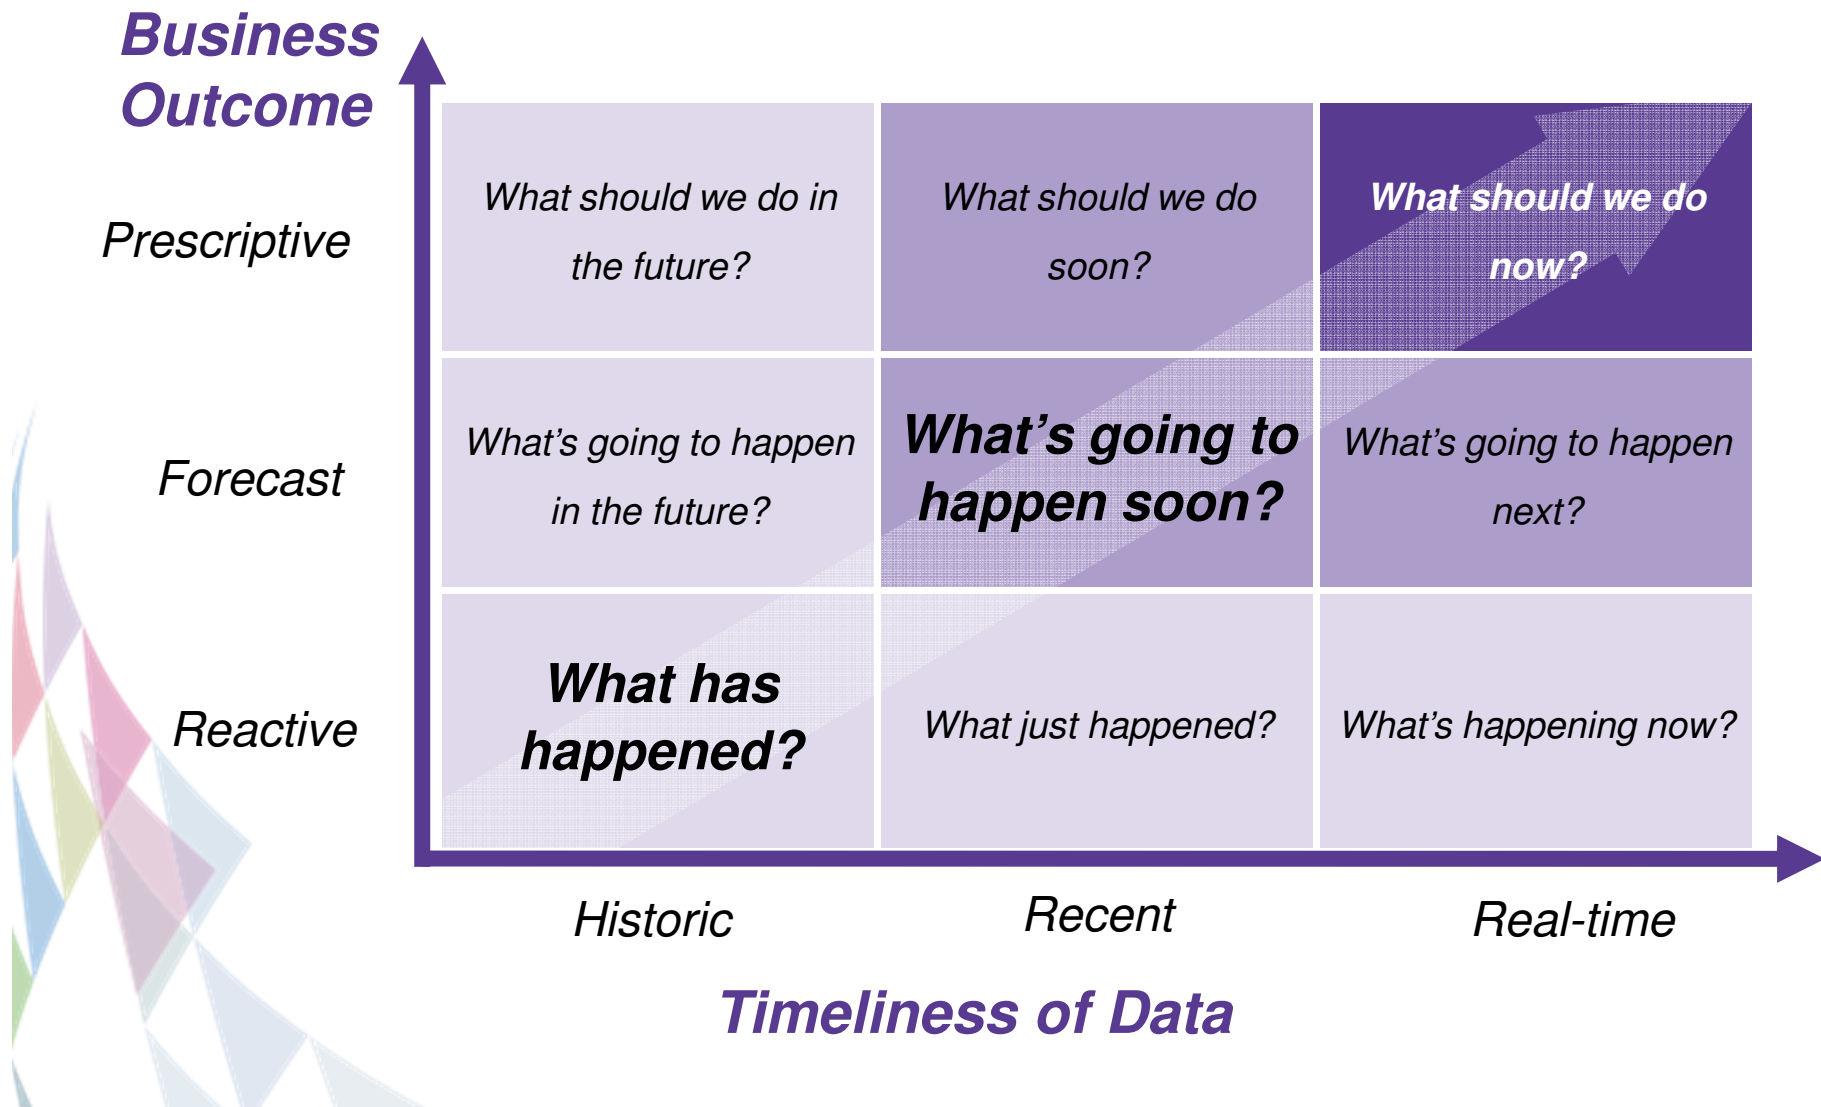 Business
Outcome
Prescriptive
What should we do in
the future?
What should we do
soon?
What should we do
now?
Forecast
What's going to happen
in the future?
What's going to
happen soon?
What's going to happen
next?
Reactive
What has
happened?
What just happened?
What's happening now?
Historic
Recent
Real-time
Timeliness of Data